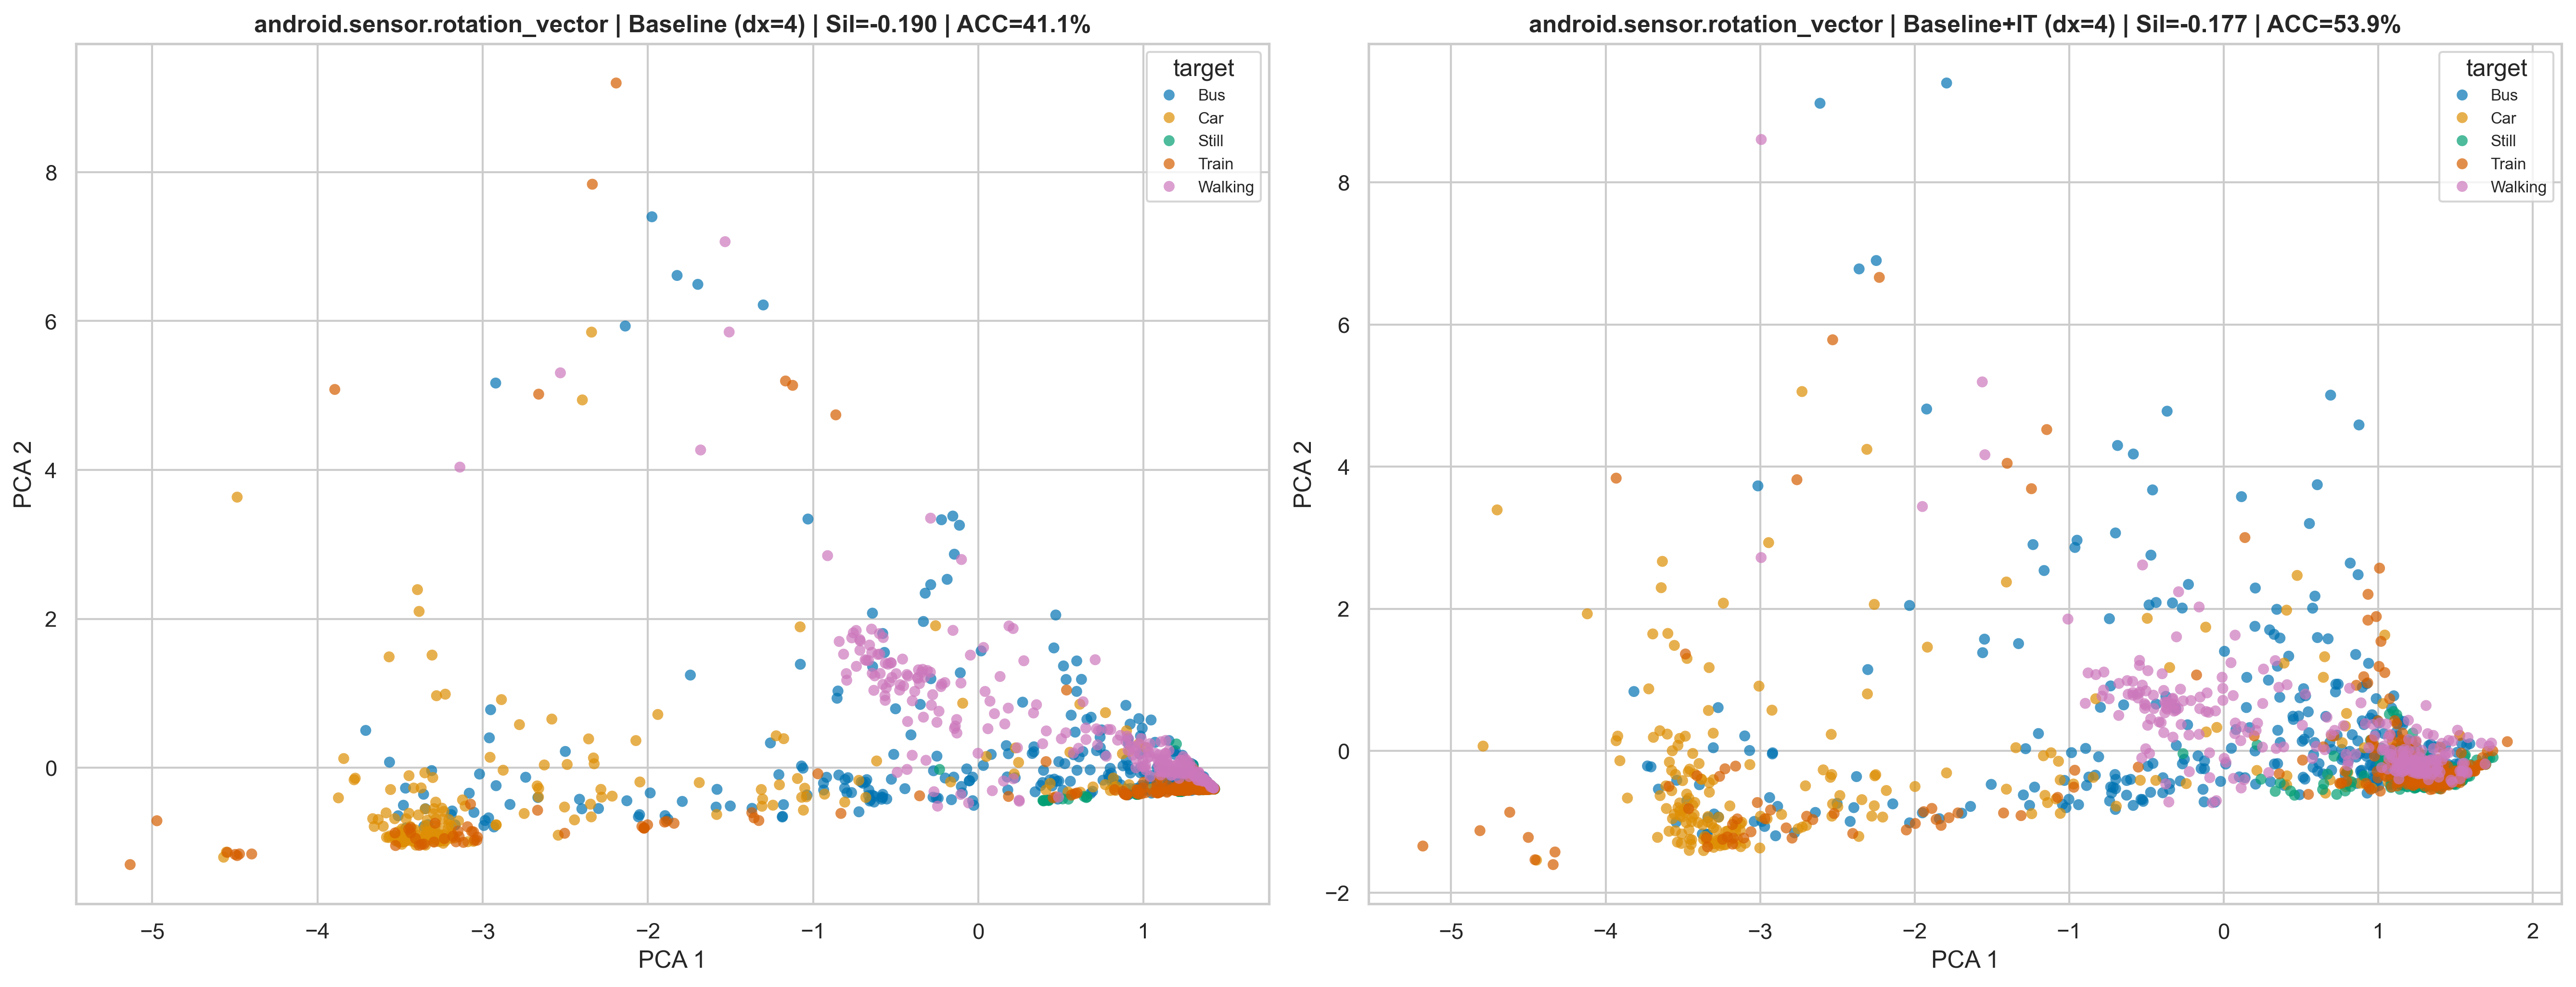 android.sensor.rotation_vector | Baseline (dx=4) | Sil=-0.190 | ACC=41.1%
target
Bus
Car
Still
Train
Walking
8
6
4
2
0
PCA 2
−5 −4 −3 −2 −1 0 1
PCA 1
android.sensor.rotation_vector | Baseline+IT (dx=4) | Sil=-0.177 | ACC=53.9%
target
Bus
Car
Still
Train
Walking
8
6
4
2
0
−2
PCA 2
−5 −4 −3 −2 −1 0 1 2
PCA 1